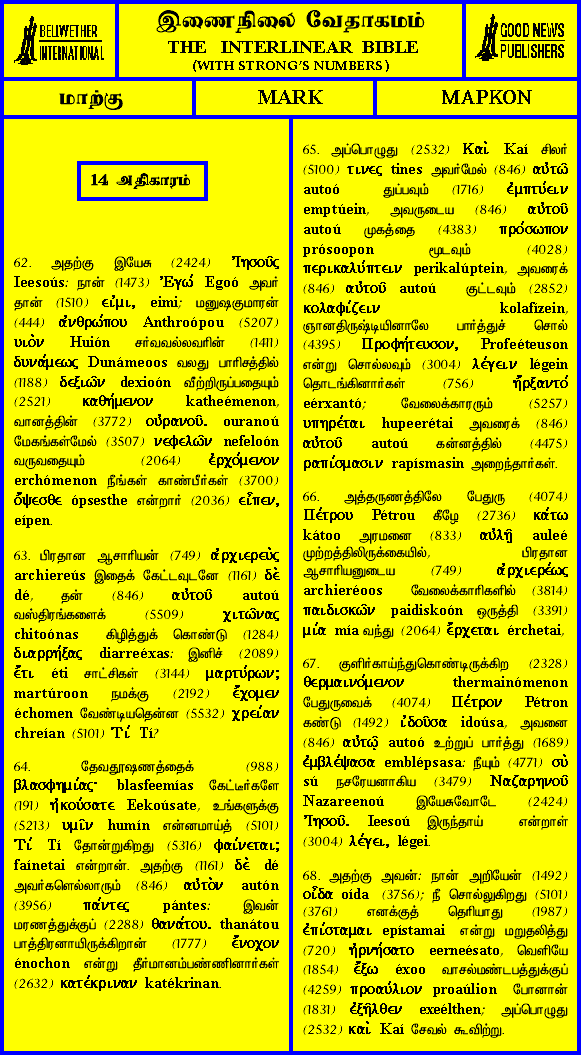 BELLWETHER
INTERNATIONAL
இணைநிலை வேதாகமம்
THE INTERLINEAR BIBLE
(WITH STRONG'S NUMBERS)
GOOD NEWS
PUBLISHERS
மாற்கு
MARK
ΜΑΡΚΟΝ
14 அதிகாரம்
62. அதற்கு இயேசு (2424) Ἰησοῦς
Ieesoús: நான் (1473) Ἐγώ Egoó அவர்
தான் (1510) εἰμι, eimi; மனுஷகுமாரன்
(444) ἀνθρώπου Anthroópou (5207)
υιὸν Huión சர்வவல்லவரின் (1411)
δυνάμεως Dunámeoos வலது பாரிசத்தில்
(1188) δεξιῶν dexioón வீற்றிருப்பதையும்
(2521) καθήμενον katheémenon,
வானத்தின் (3772) οὐρανοῦ. ouranoú
மேகங்கள்மேல் (3507) νεφελῶν nefeloón
வருவதையும் (2064) ἐρχόμενον
erchómenon நீங்கள் காண்பீர்கள் (3700)
ὄψεσθε ópsesthe என்றார் (2036) εἶπεν,
eípen.
63. பிரதான ஆசாரியன் (749) ἀρχιερεὺς
archiereús இதைக் கேட்டவுடனே (1161) δὲ
dé, தன் (846) αὐτοῦ autoú
வஸ்திரங்களைக் (5509) χιτῶνας
chitoónas கிழித்துக் கொண்டு (1284)
διαρρήξας diarreéxas: இனிச் (2089)
ἔτι éti சாட்சிகள் (3144) μαρτύρων;
martúroon நமக்கு (2192) ἔχομεν
échomen வேண்டியதென்ன (5532) χρείαν
chreían (5101) Τί Tí?
64. தேவதூஷணத்தைக் (988)
βλασφημίας· blasfeemías கேட்டீர்களே
(191) ἠκούσατε Eekoúsate, உங்களுக்கு
(5213) υμῖν humín என்னமாய்த் (5101)
Τί Tí தோன்றுகிறது (5316) φαίνεται;
faínetai என்றான். அதற்கு (1161) δὲ dé
அவர்களெல்லாரும் (846) αὐτὸν autón
(3956) πάντες pántes: இவன்
மரணத்துக்குப் (2288) θανάτου. thanátou
பாத்திரனாயிருக்கிறான் (1777) ἔνοχον
énochon என்று தீர்மானம்பண்ணினார்கள்
(2632) κατέκριναν katékrinan.
65. அப்பொழுது (2532) Καὶ Kaí சிலர்
(5100) τινες tines அவர்மேல் (846) αὐτῶ
autoó துப்பவும் (1716) ἐμπτύειν
emptúein, அவருடைய (846) αὐτοῦ
autoú முகத்தை (4383) πρόσωπον
prósoopon மூடவும் (4028)
περικαλύπτειν perikalúptein, அவரைக்
(846) αὐτοῦ autoú குட்டவும் (2852)
κολαφίζειν kolafízein,
ஞானதிருஷ்டியினாலே பார்த்துச் சொல்
(4395) Προφήτευσον, Profeéteuson
என்று சொல்லவும் (3004) λέγειν légein
தொடங்கினார்கள் (756) ἤρξαντό
eérxantó; வேலைக்காரரும் (5257)
υπηρέται hupeerétai அவரைக் (846)
αὐτοῦ autoú கன்னத்தில் (4475)
ραπίσμασιν rapísmasin அறைந்தார்கள்.
66. அத்தருணத்திலே பேதுரு (4074)
Πέτρου Pétrou கீழே (2736) κάτω
kátoo அரமனை (833) αὐλῆ auleé
முற்றத்திலிருக்கையில், பிரதான
ஆசாரியனுடைய (749) ἀρχιερέως
archieréoos வேலைக்காரிகளில் (3814)
παιδισκῶν paidiskoón ஒருத்தி (3391)
μία mía வந்து (2064) ἔρχεται érchetai,
67. குளிர்காய்ந்துகொண்டிருக்கிற (2328)
θερμαινόμενον thermainómenon
பேதுருவைக் (4074) Πέτρον Pétron
கண்டு (1492) ἰδοῦσα idoúsa, அவனை
(846) αὐτῷ autoó உற்றுப் பார்த்து (1689)
ἐμβλέψασα emblépsasa: நீயும் (4771) σὺ
sú நசரேயனாகிய (3479) Ναζαρηνοῦ
Nazareenoú இயேசுவோடே (2424)
Ἰησοῦ. Ieesoú இருந்தாய் என்றாள்
(3004) λέγει, légei.
68. அதற்கு அவன்: நான் அறியேன் (1492)
οἶδα oída (3756); நீ சொல்லுகிறது (5101)
(3761) எனக்குத் தெரியாது (1987)
ἐπίσταμαι epístamai என்று மறுதலித்து
(720) ἠρνήσατο eerneésato, வெளியே
(1854) ἔξω éxoo வாசல்மண்டபத்துக்குப்
(4259) προαύλιον proaúlion போனான்
(1831) ἐξῆλθεν exeélthen; அப்பொழுது
(2532) καὶ Kaí சேவல் கூவிற்று.